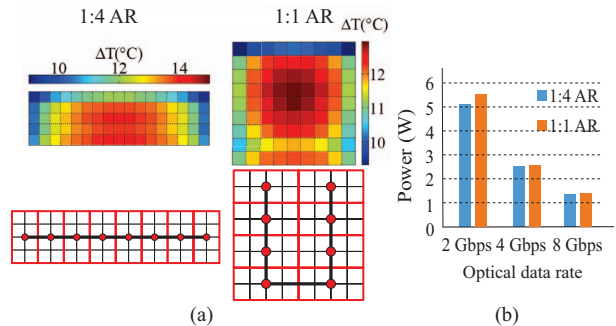 1:4 AR
1:1 AR
ΔT(°C)
10 12 14
ΔT(°C)
12
11
10
(a)
Power (W)
6
5
4
3
2
1
0
1:4 AR
1:1 AR
2 Gbps 4 Gbps 8 Gbps
Optical data rate
(b)